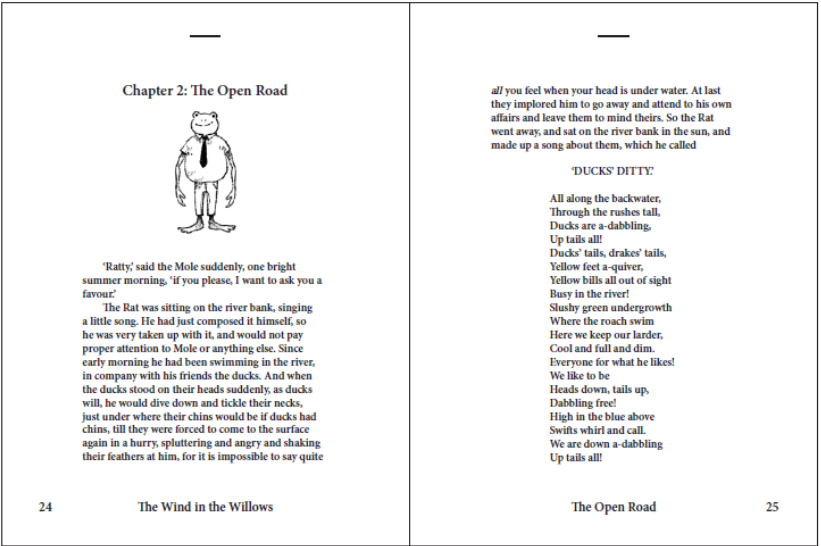 Chapter 2: The Open Road
‘Ratty,’ said the Mole suddenly, one bright
summer morning, ‘if you please, I want to ask you a
favour.’
The Rat was sitting on the river bank, singing
a little song. He had just composed it himself, so
he was very taken up with it, and would not pay
proper attention to Mole or anything else. Since
early morning he had been swimming in the river,
in company with his friends the ducks. And when
the ducks stood on their heads suddenly, as ducks
will, he would dive down and tickle their necks,
just under where their chins would be if ducks had
chins, till they were forced to come to the surface
again in a hurry, spluttering and angry and shaking
their feathers at him, for it is impossible to say quite
24 The Wind in the Willows
all you feel when your head is under water. At last
they implored him to go away and attend to his own
affairs and leave them to mind theirs. So the Rat
went away, and sat on the river bank in the sun, and
made up a song about them, which he called
‘DUCKS’ DITTY.’
All along the backwater,
Through the rushes tall,
Ducks are a-dabbling,
Up tails all!
Ducks’ tails, drakes’ tails,
Yellow feet a-quiver,
Yellow bills all out of sight
Busy in the river!
Slushy green undergrowth
Where the roach swim
Here we keep our larder,
Cool and full and dim.
Everyone for what he likes!
We like to be
Heads down, tails up,
Dabbling free!
High in the blue above
Swifts whirl and call.
We are down a-dabbling
Up tails all!
The Open Road 25